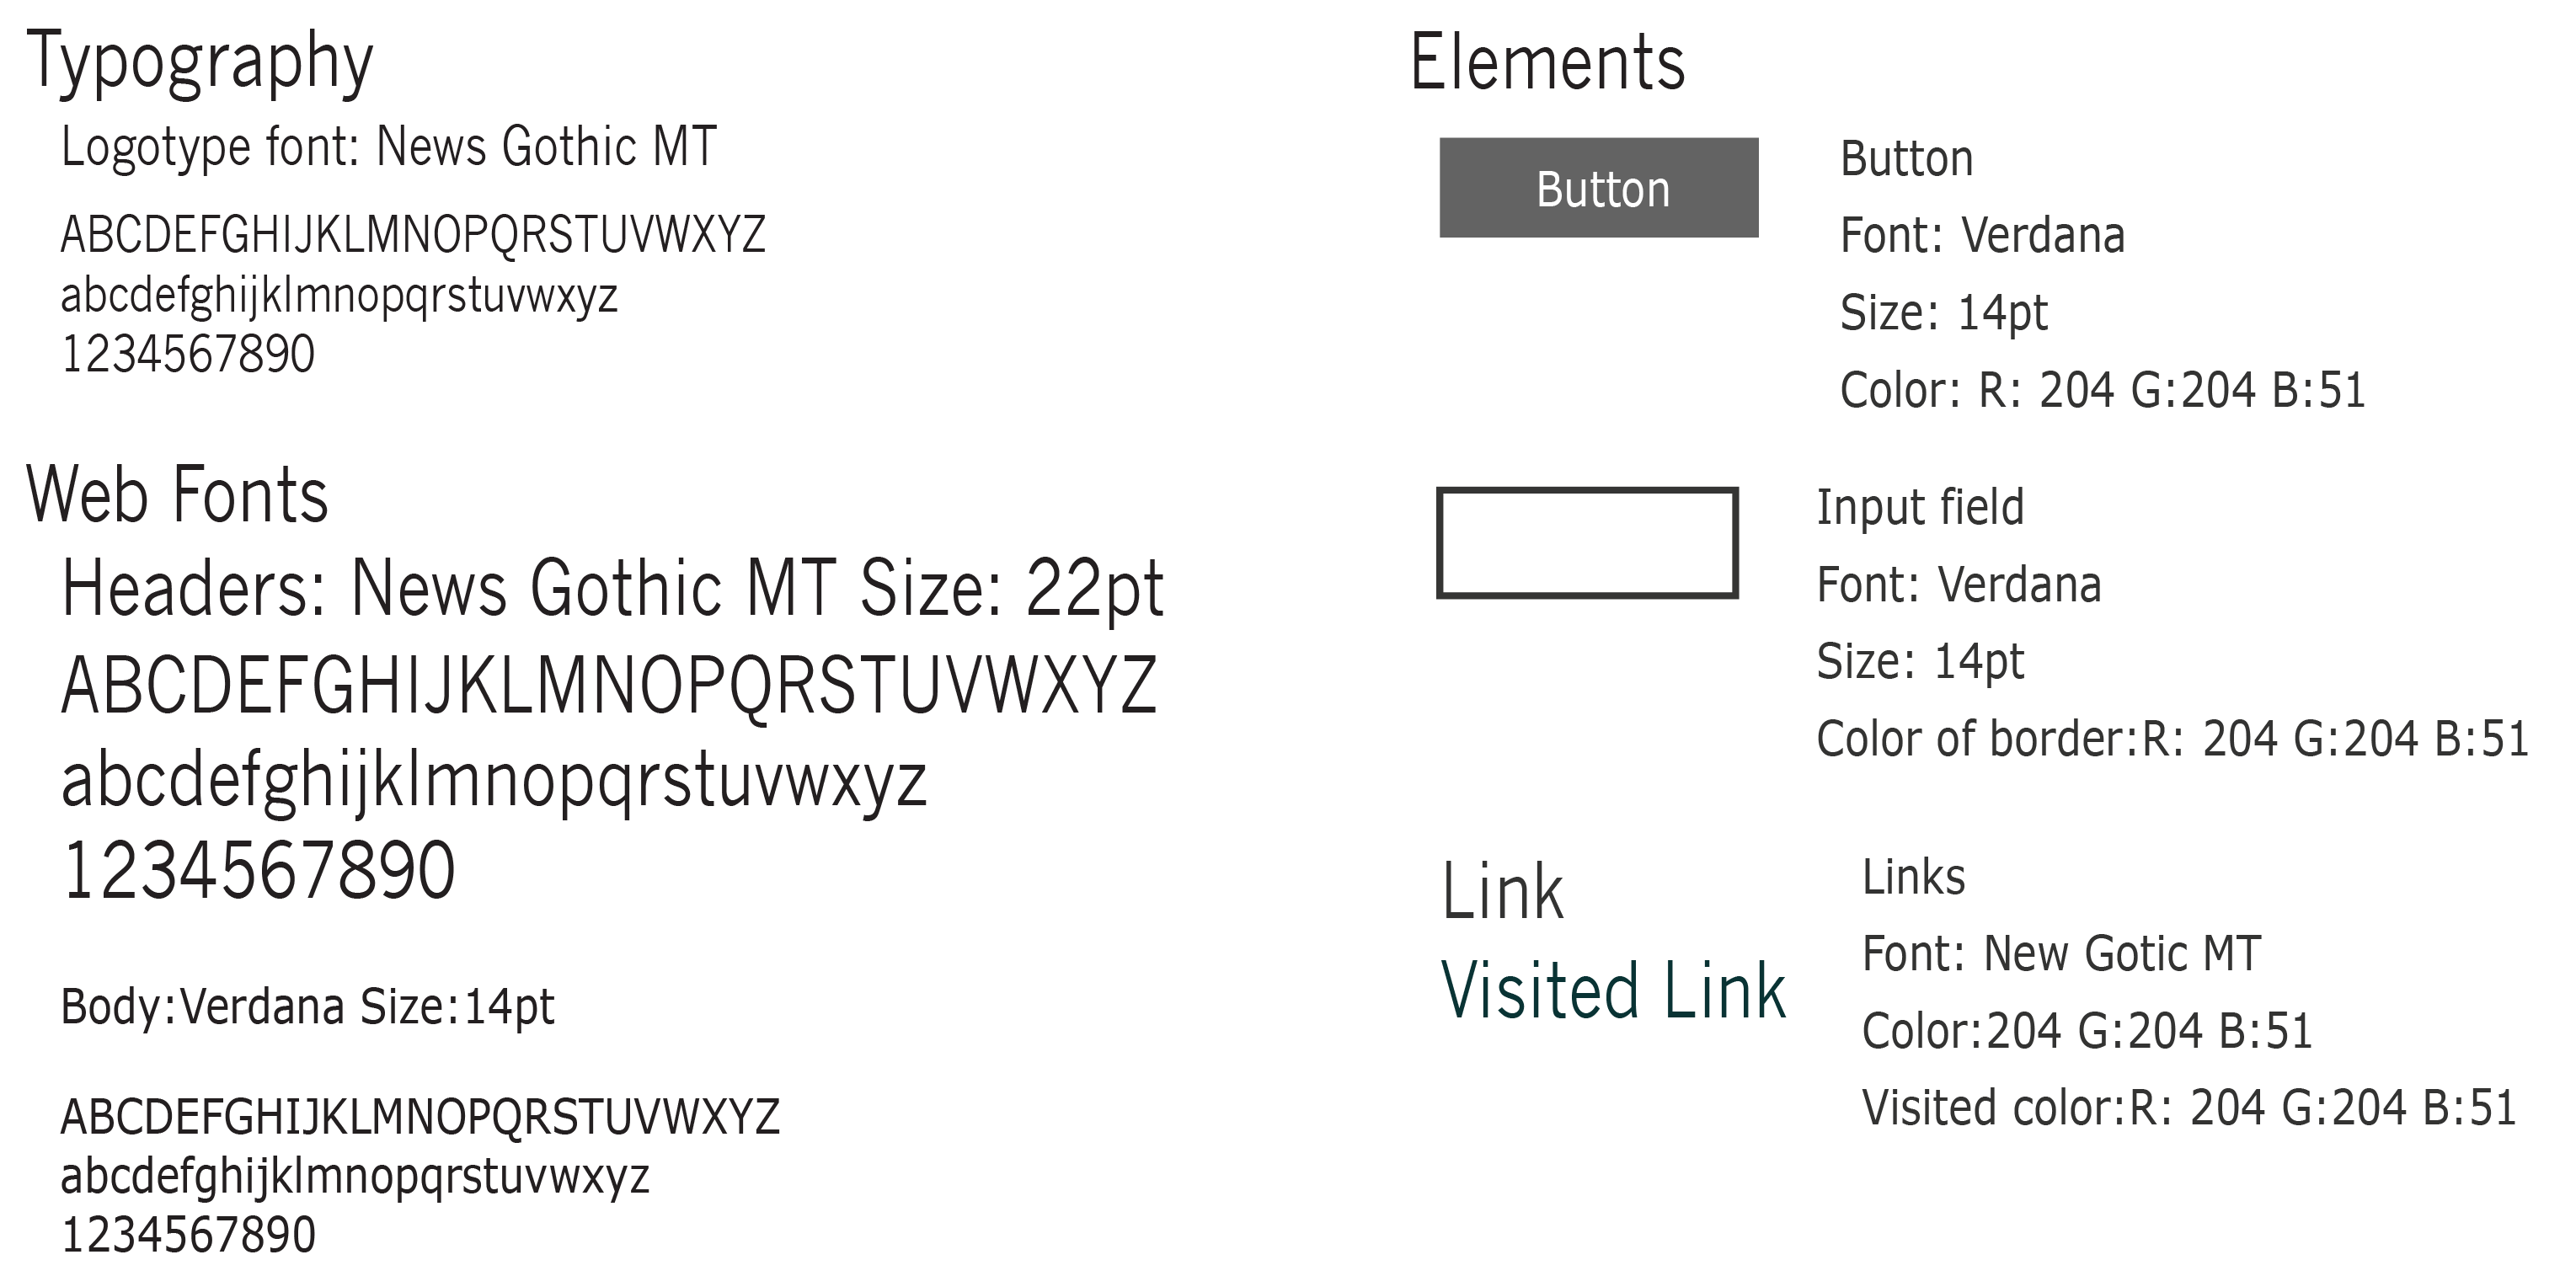 Typography
Logotype font: News Gothic MT
ABCDEFGHIJKLMNOPQRSTUVWXYZ
abcdefghijklmnopqrstuvwxyz
1234567890
Web Fonts
Headers: News Gothic MT Size: 22pt
ABCDEFGHIJKLMNOPQRSTUVWXYZ
abcdefghijklmnopqrstuvwxyz
1234567890
Body:Verdana Size:14pt
ABCDEFGHIJKLMNOPQRSTUVWXYZ
abcdefghijklmnopqrstuvwxyz
1234567890
Elements
Button
Button
Font: Verdana
Size: 14pt
Color: R: 204 G:204 B:51
Input field
Font: Verdana
Size: 14pt
Color of border:R: 204 G:204 B:51
Link
Visited Link
Links
Font: New Gotic MT
Color:204 G:204 B:51
Visited color:R: 204 G:204 B:51